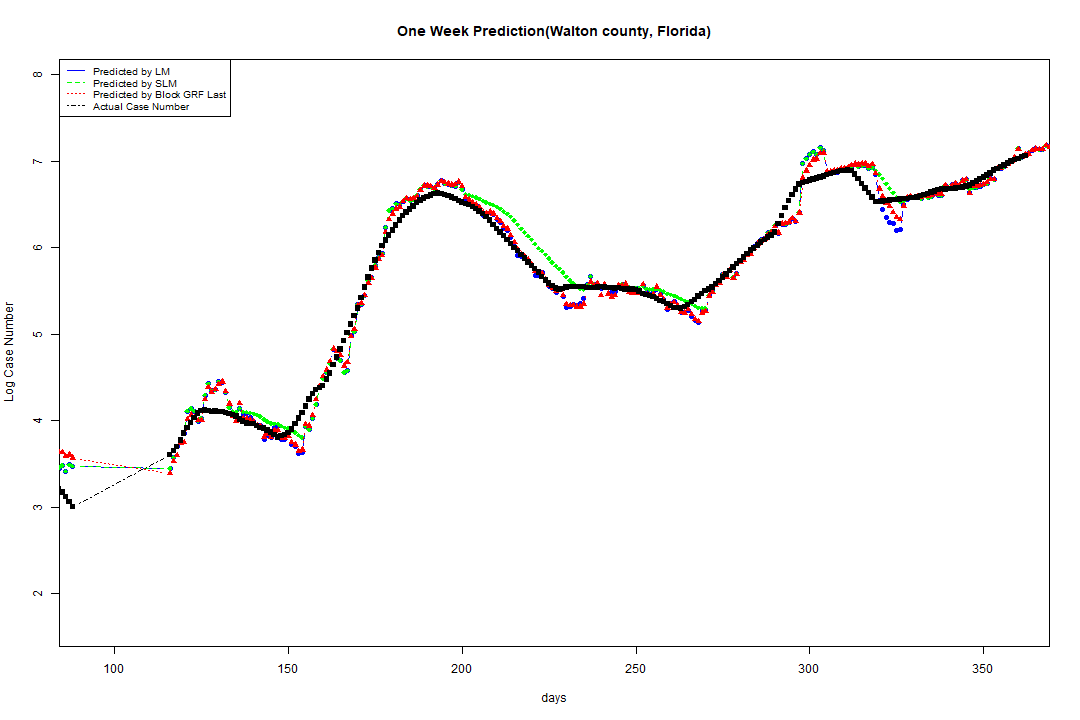 One Week Prediction(Walton county, Florida)
Predicted by LM
Predicted by SLM
Predicted by Block GRF Last
Actual Case Number
8
7
6
5
4
3
2
Log Case Number
100 150 200 250 300 350
days